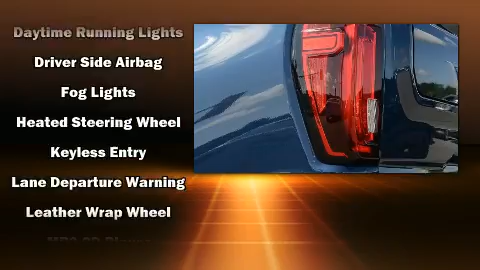 Daytime Running Lights
Driver Side Airbag
Fog Lights
Heated Steering Wheel
Keyless Entry
Lane Departure Warning
Leather Wrap Wheel